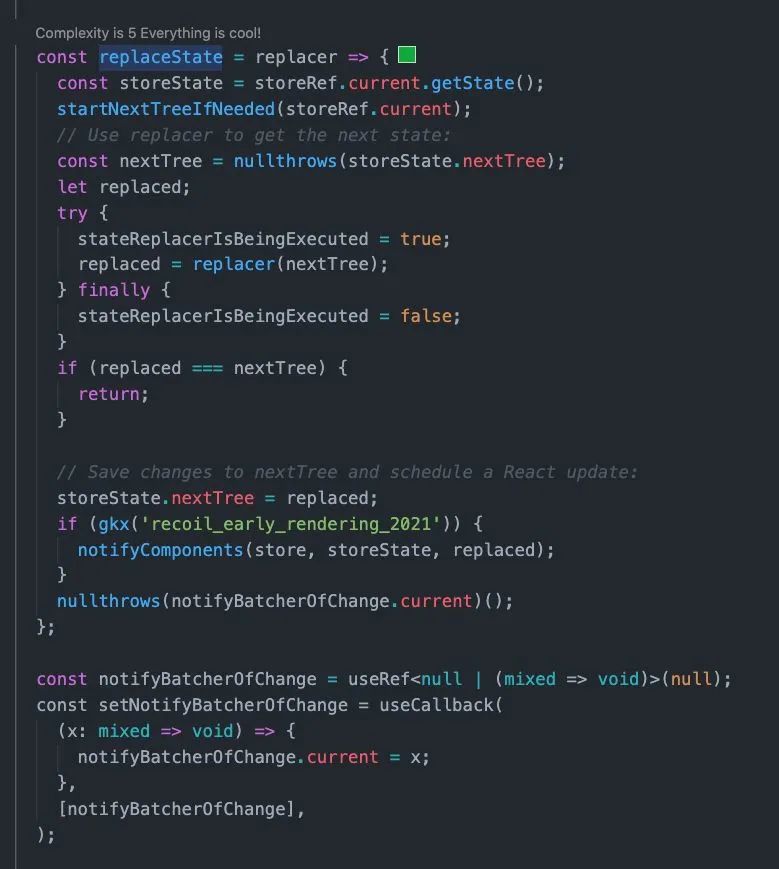 Complexity is 5 Everything is cool!
const replaceState = replacer => {
  const storeState = storeRef.current.getState();
  startNextTreeIfNeeded(storeRef.current);
  // Use replacer to get the next state:
  const nextTree = nullthrows(storeState.nextTree);
  let replaced;
  try {
    stateReplacerIsBeingExecuted = true;
    replaced = replacer(nextTree);
  } finally {
    stateReplacerIsBeingExecuted = false;
  }
  if (replaced === nextTree) {
    return;
  }

  // Save changes to nextTree and schedule a React update:
  storeState.nextTree = replaced;
  if (gkx('recoil_early_rendering_2021')) {
    notifyComponents(store, storeState, replaced);
  }
  nullthrows(notifyBatcherOfChange.current)();
};

const notifyBatcherOfChange = useRef<null | (mixed => void)>(null);
const setNotifyBatcherOfChange = useCallback(
  (x: mixed => void) => {
    notifyBatcherOfChange.current = x;
  },
  [notifyBatcherOfChange],
);